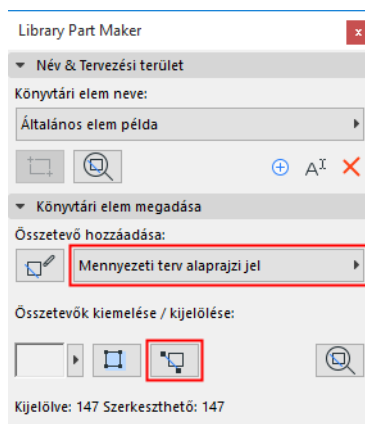 Library Part Maker
x
Név & Tervezési terület
Könyvtári elem neve:
Általános elem példa
Könyvtári elem megadása
Összetevő hozzáadása:
Mennyezeti terv alaprajzi jel
Összetevők kiemelése / kijelölése:
Kijelölve: 147 Szerkeszthető: 147